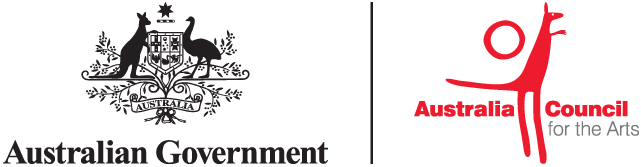 AUSTRALIA
Australian Government
Australia Council
for the Arts